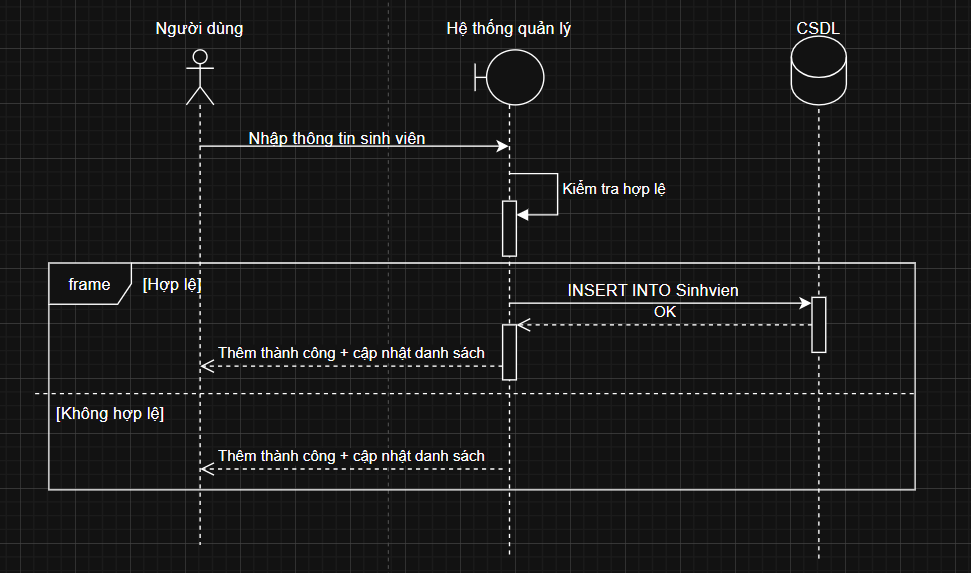 Người dùng
Hệ thống quản lý
CSDL
Nhập thông tin sinh viên
Kiểm tra hợp lệ
frame
[Hợp lệ]
INSERT INTO Sinhvien
OK
Thêm thành công + cập nhật danh sách
[Không hợp lệ]
Thêm thành công + cập nhật danh sách